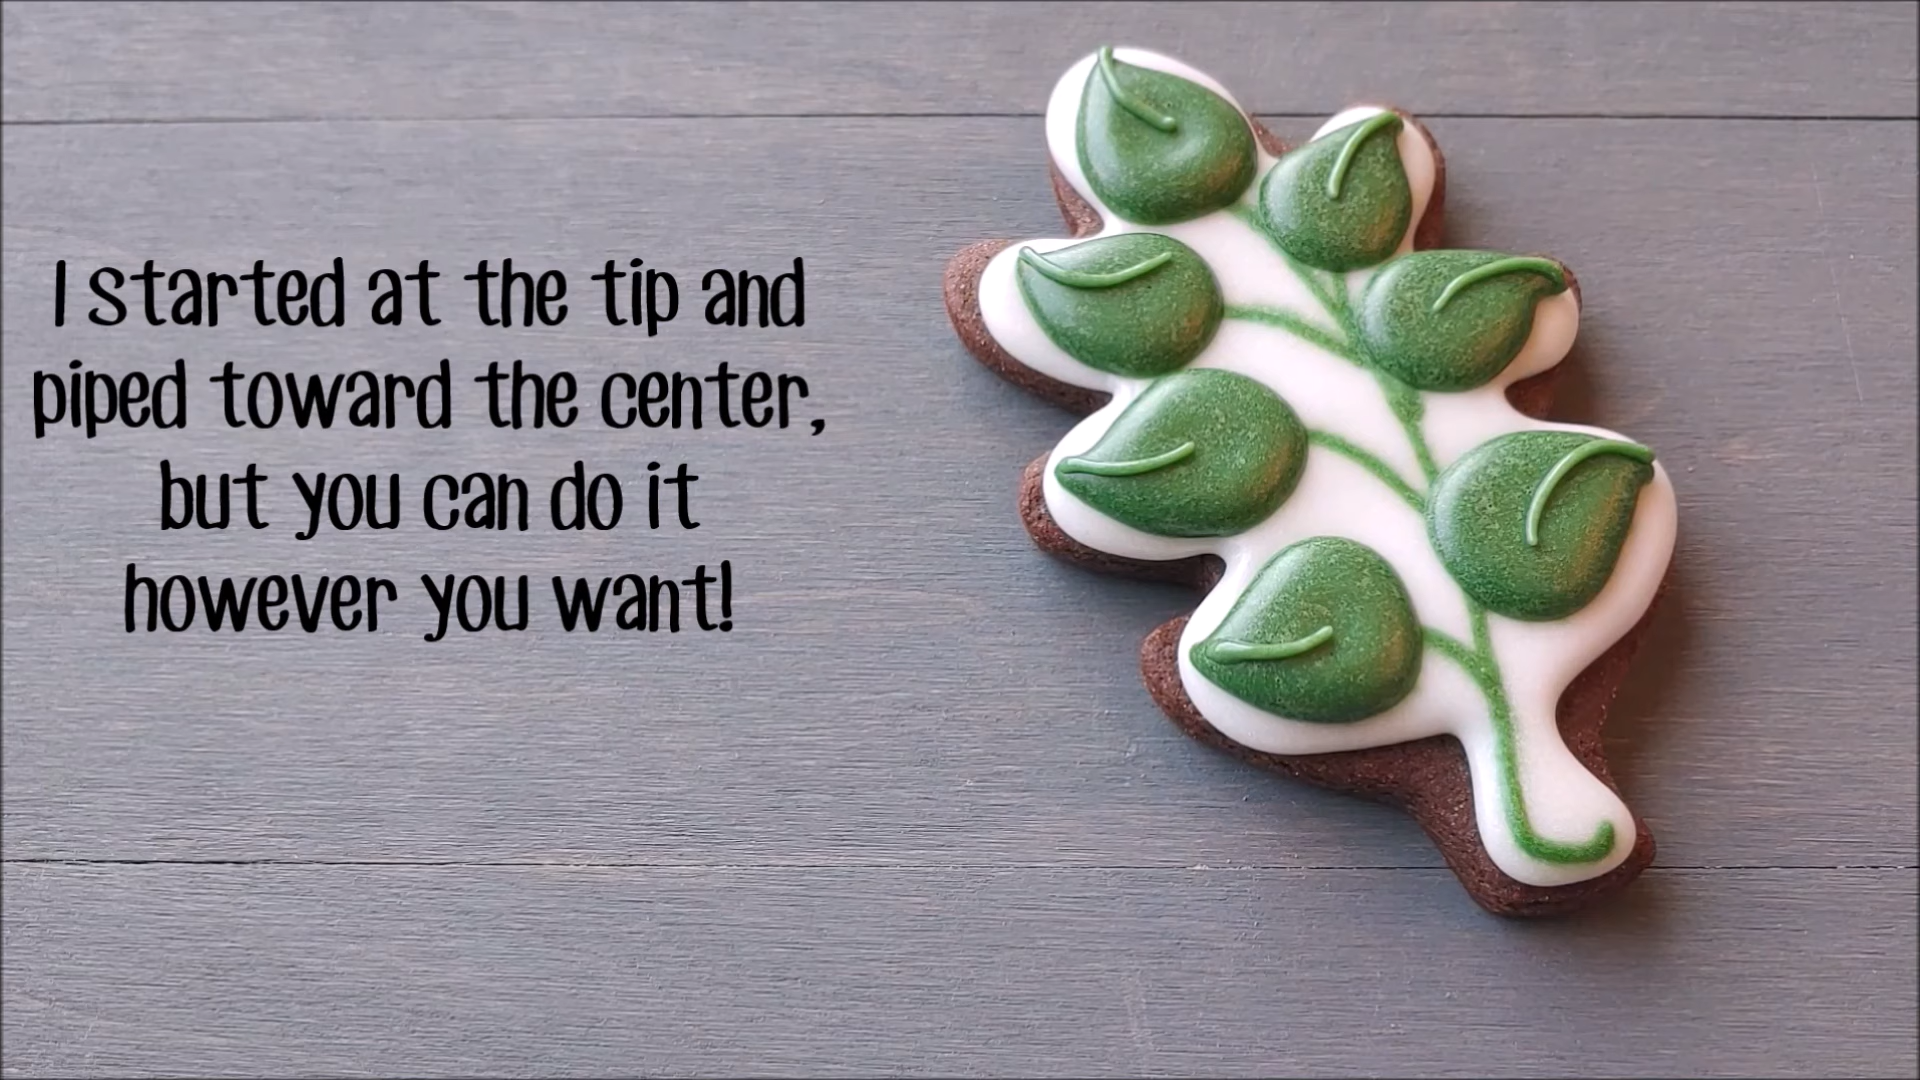 I started at the tip and
piped toward the center,
but you can do it
however you want!